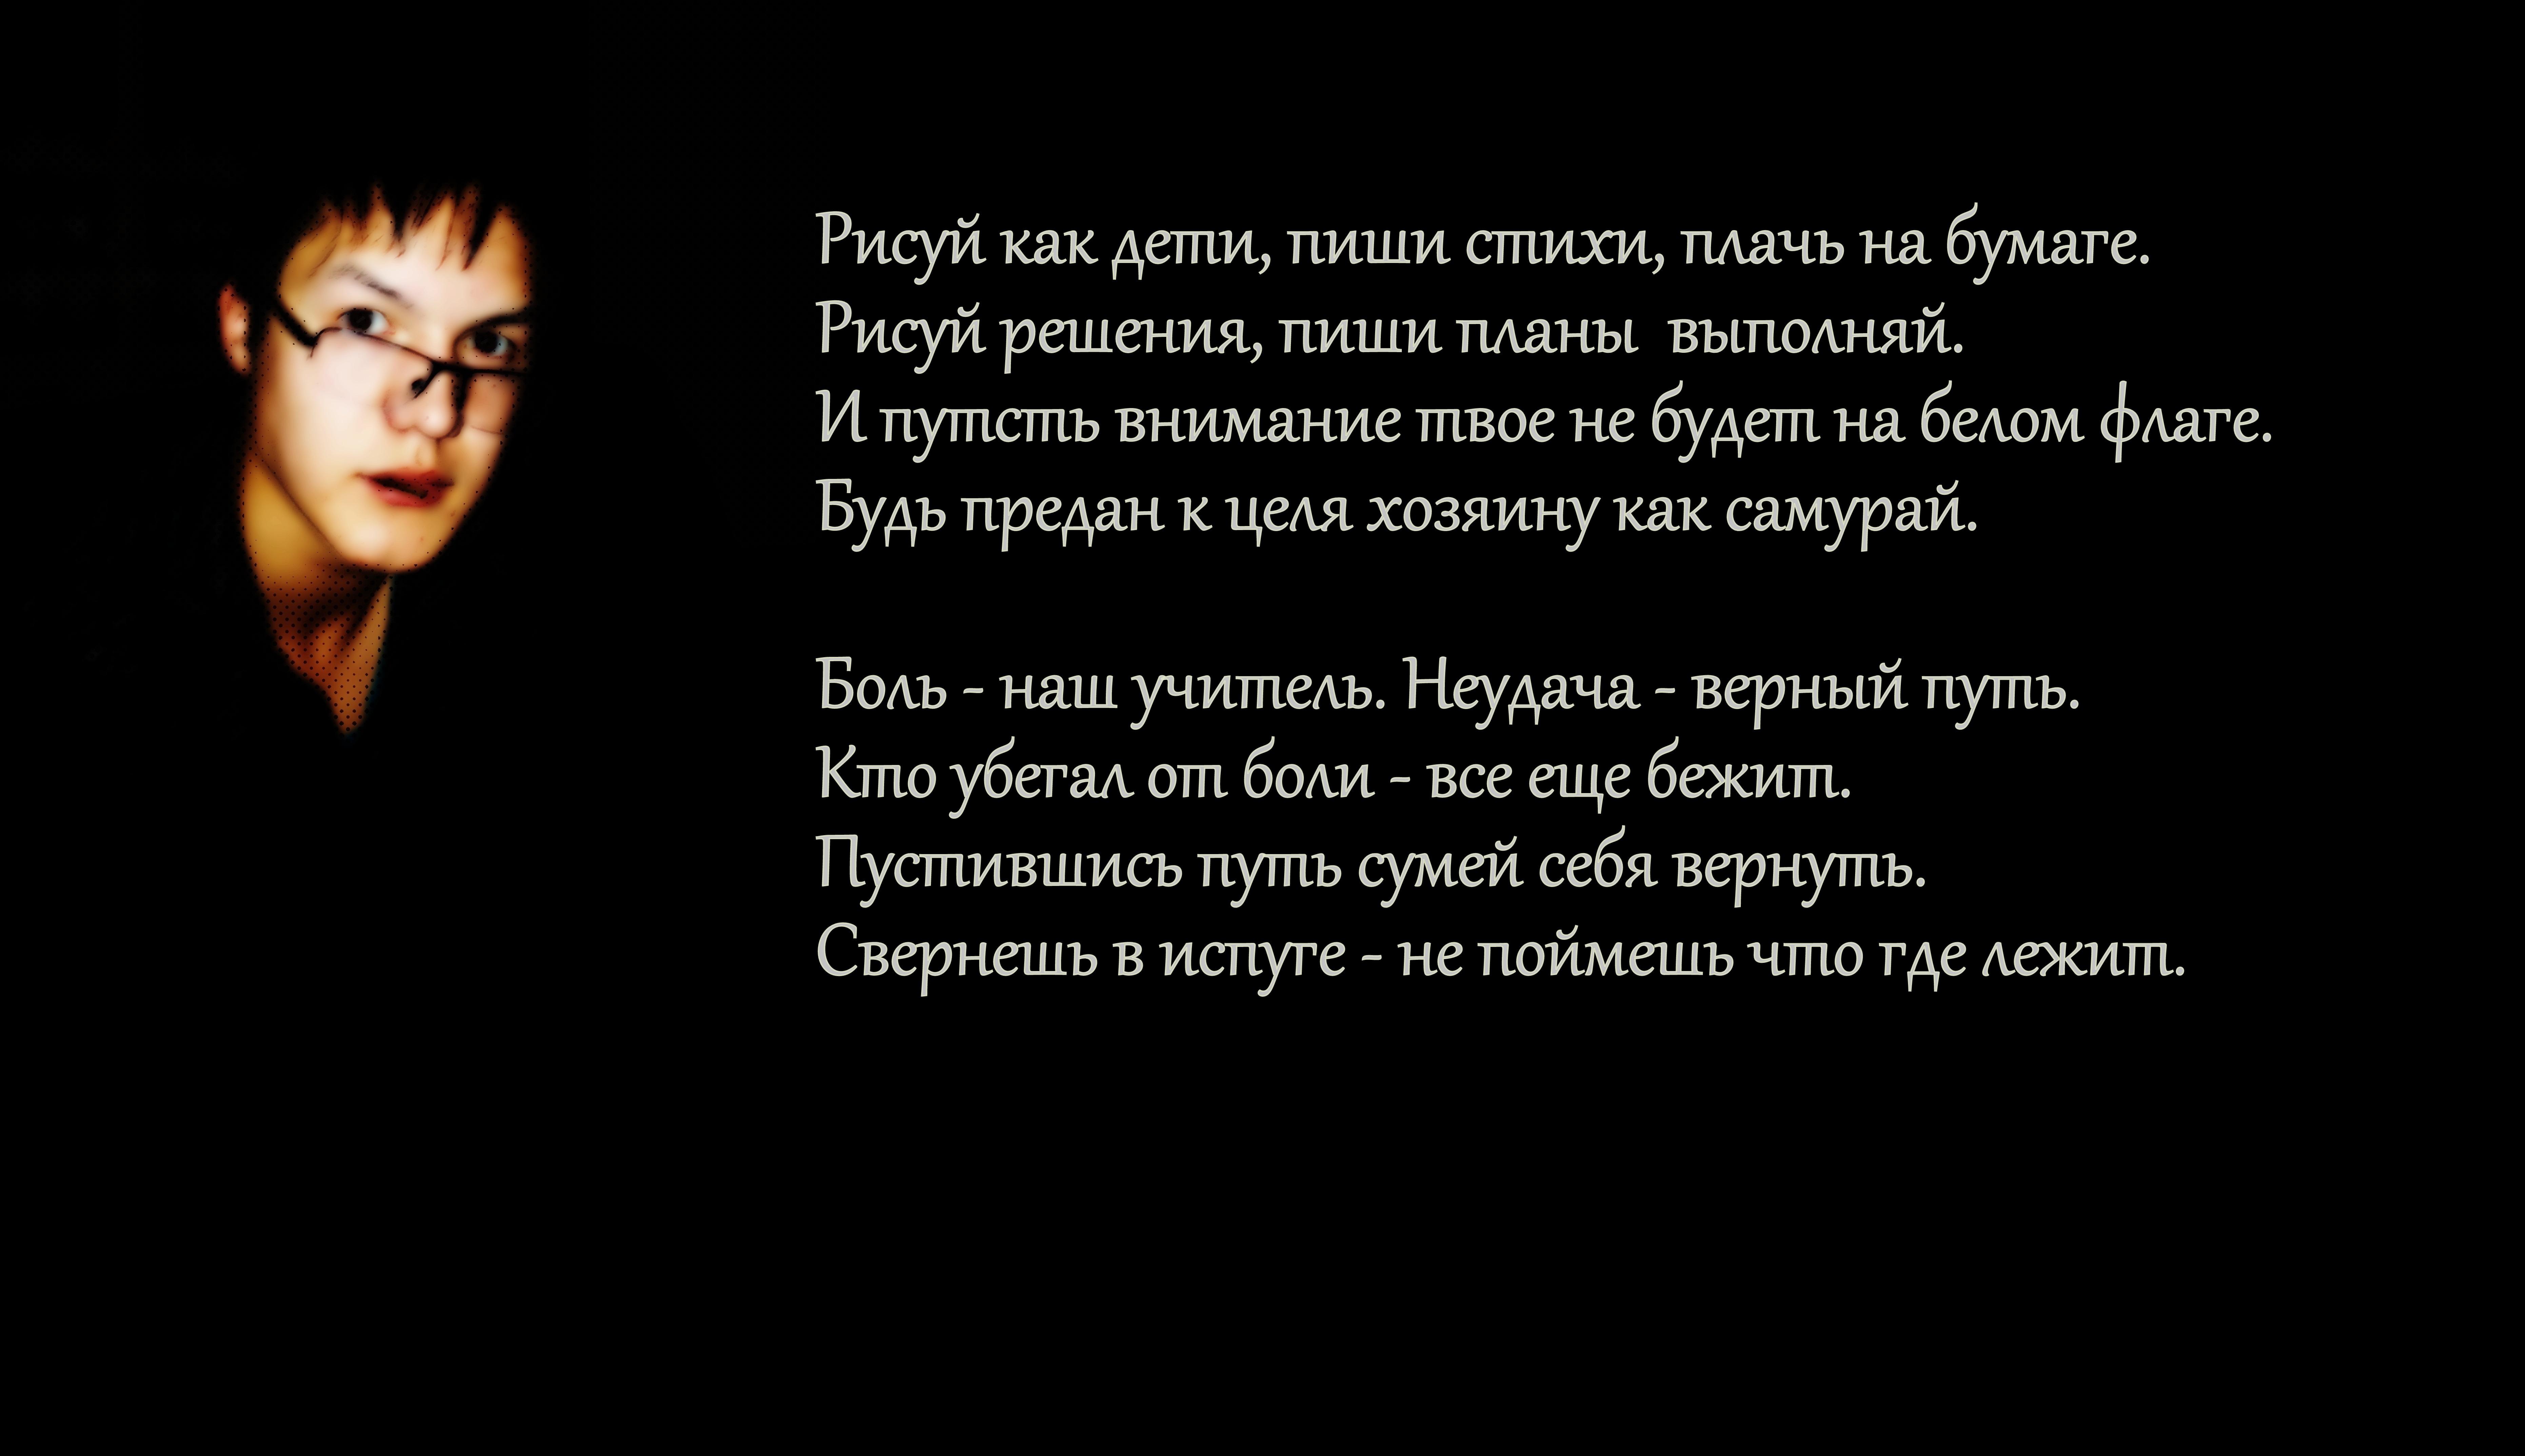 Рисуй как дети, пиши стихи, плачь на бумаге.
Рисуй решения, пиши планы  выполняй.
И путсть внимание твое не будет на белом флаге.
Будь предан к целя хозяину как самурай.

Боль - наш учитель. Неудача - верный путь.
Кто убегал от боли - все еще бежит.
Пустившись путь сумей себя вернуть.
Свернешь в испуге - не поймешь что где лежит.